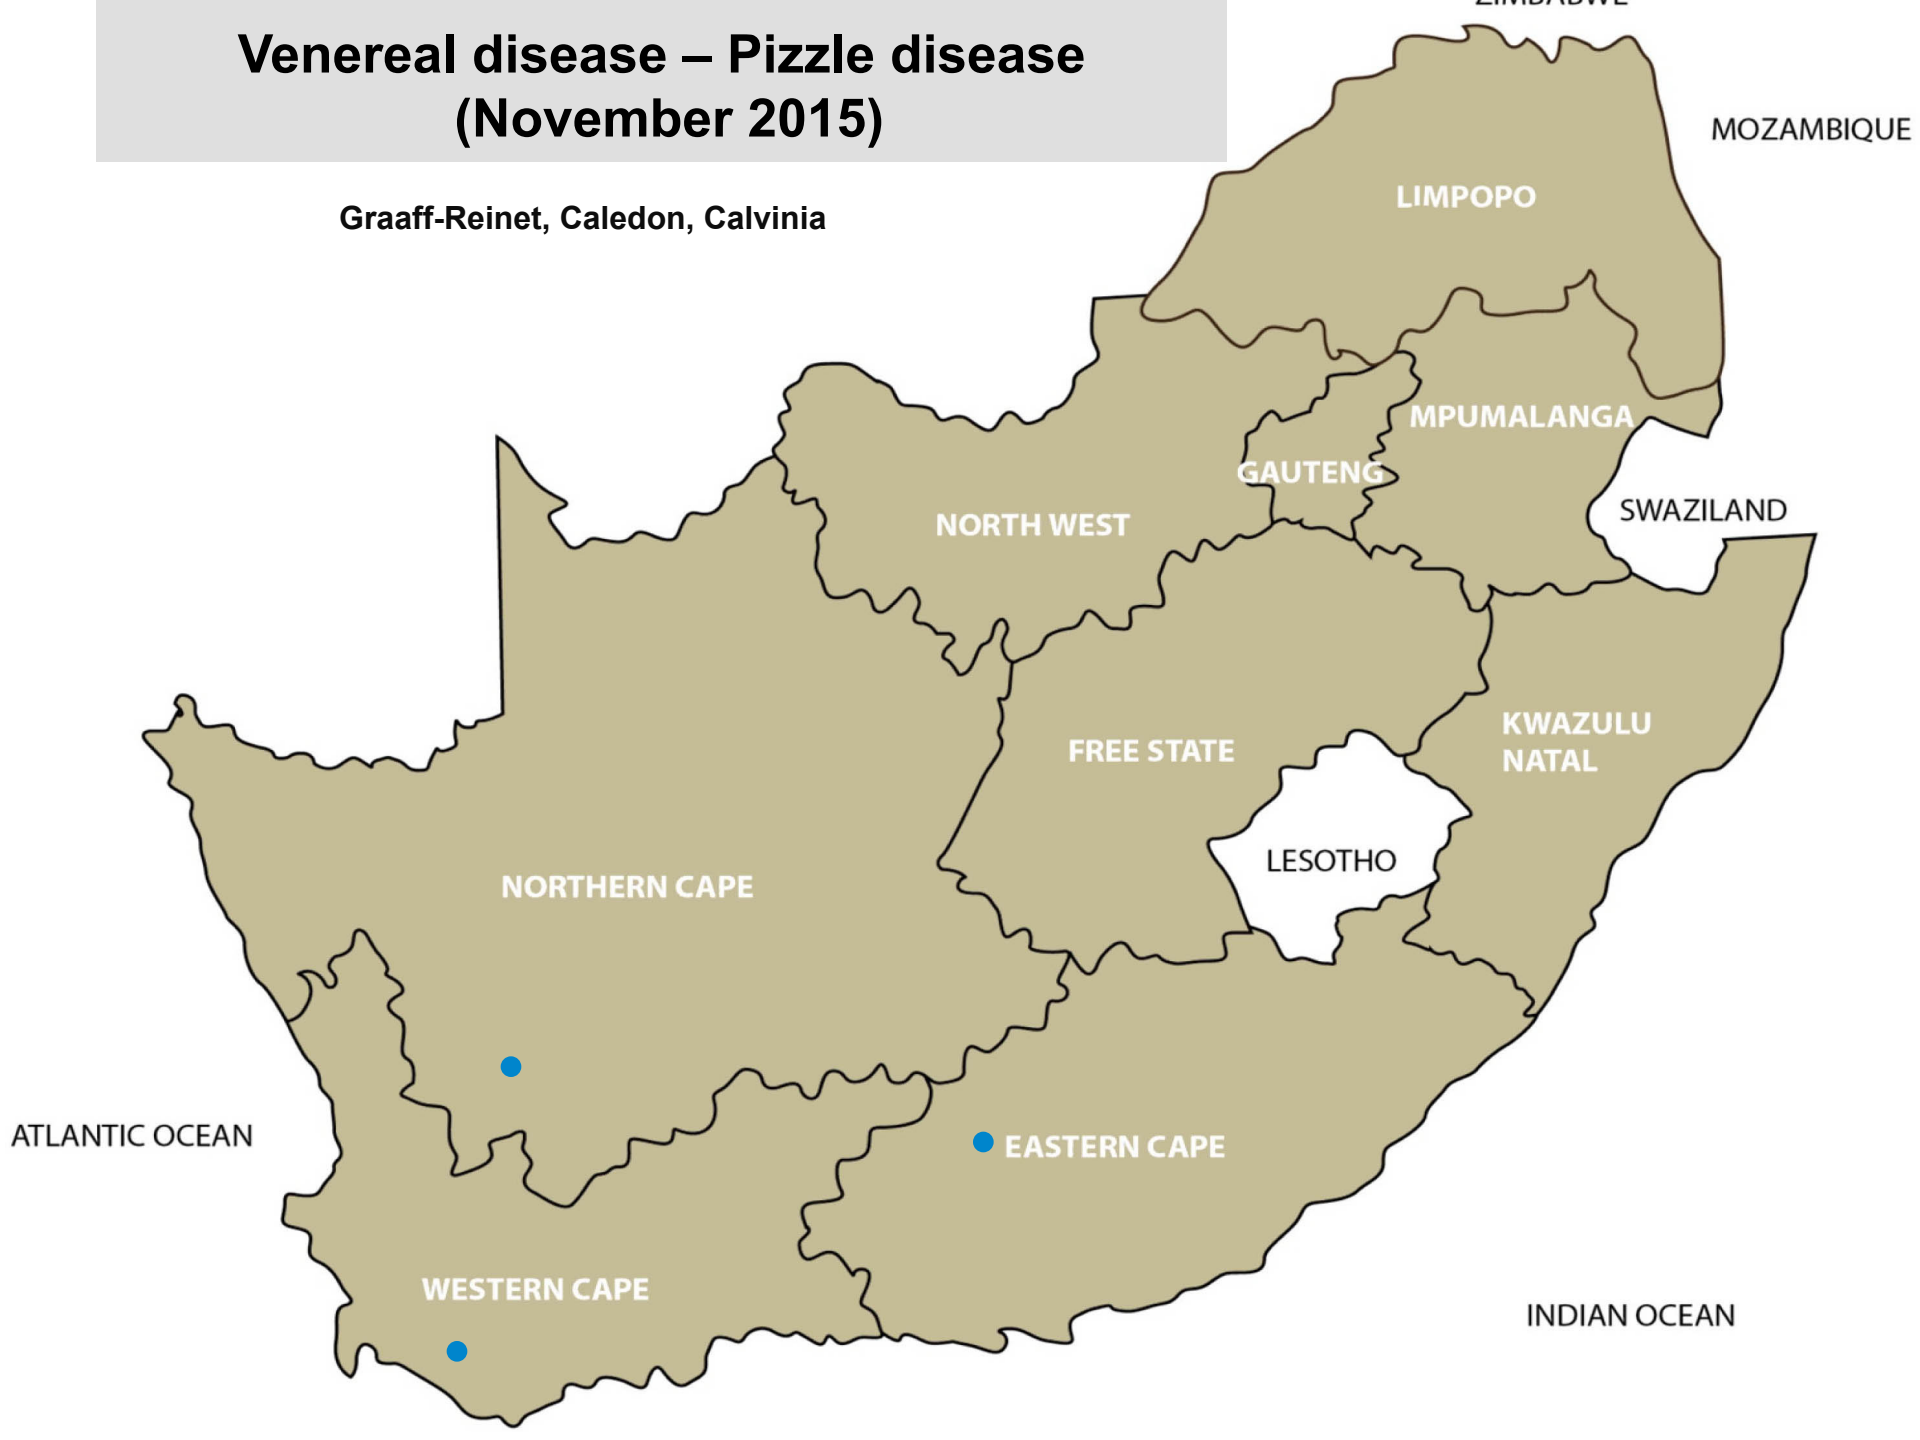 ZIMBABWE
Venereal disease – Pizzle disease
(November 2015)
MOZAMBIQUE
Graaff-Reinet, Caledon, Calvinia
LIMPOPO
MPUMALANGA
GAUTENG
SWAZILAND
NORTH WEST
KWAZULU
NATAL
FREE STATE
LESOTHO
NORTHERN CAPE
ATLANTIC OCEAN
EASTERN CAPE
WESTERN CAPE
INDIAN OCEAN